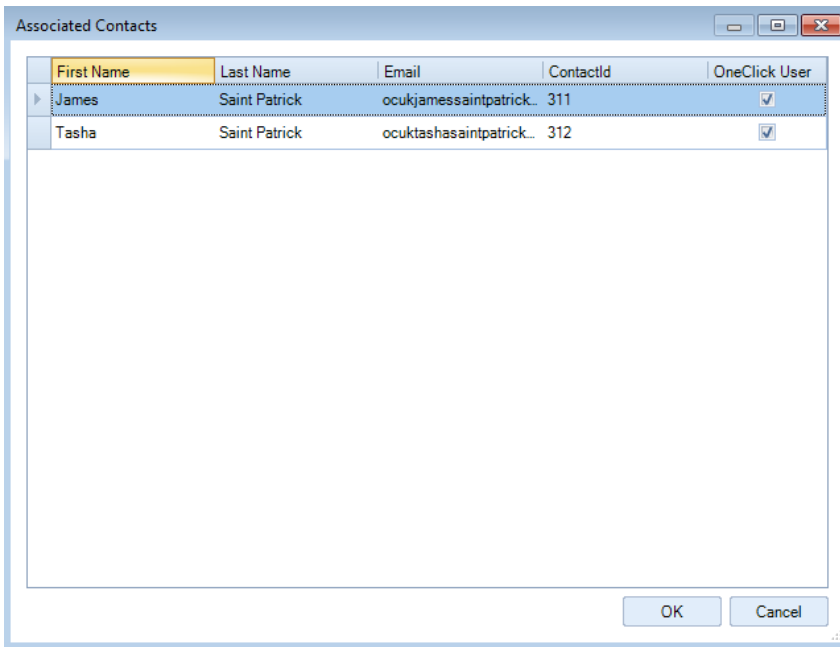 Associated Contacts
First Name Last Name Email ContactId OneClick User
James Saint Patrick ocukjamessaintpatrick... 311
Tasha Saint Patrick ocuktashasaintpatrick... 312
OK Cancel